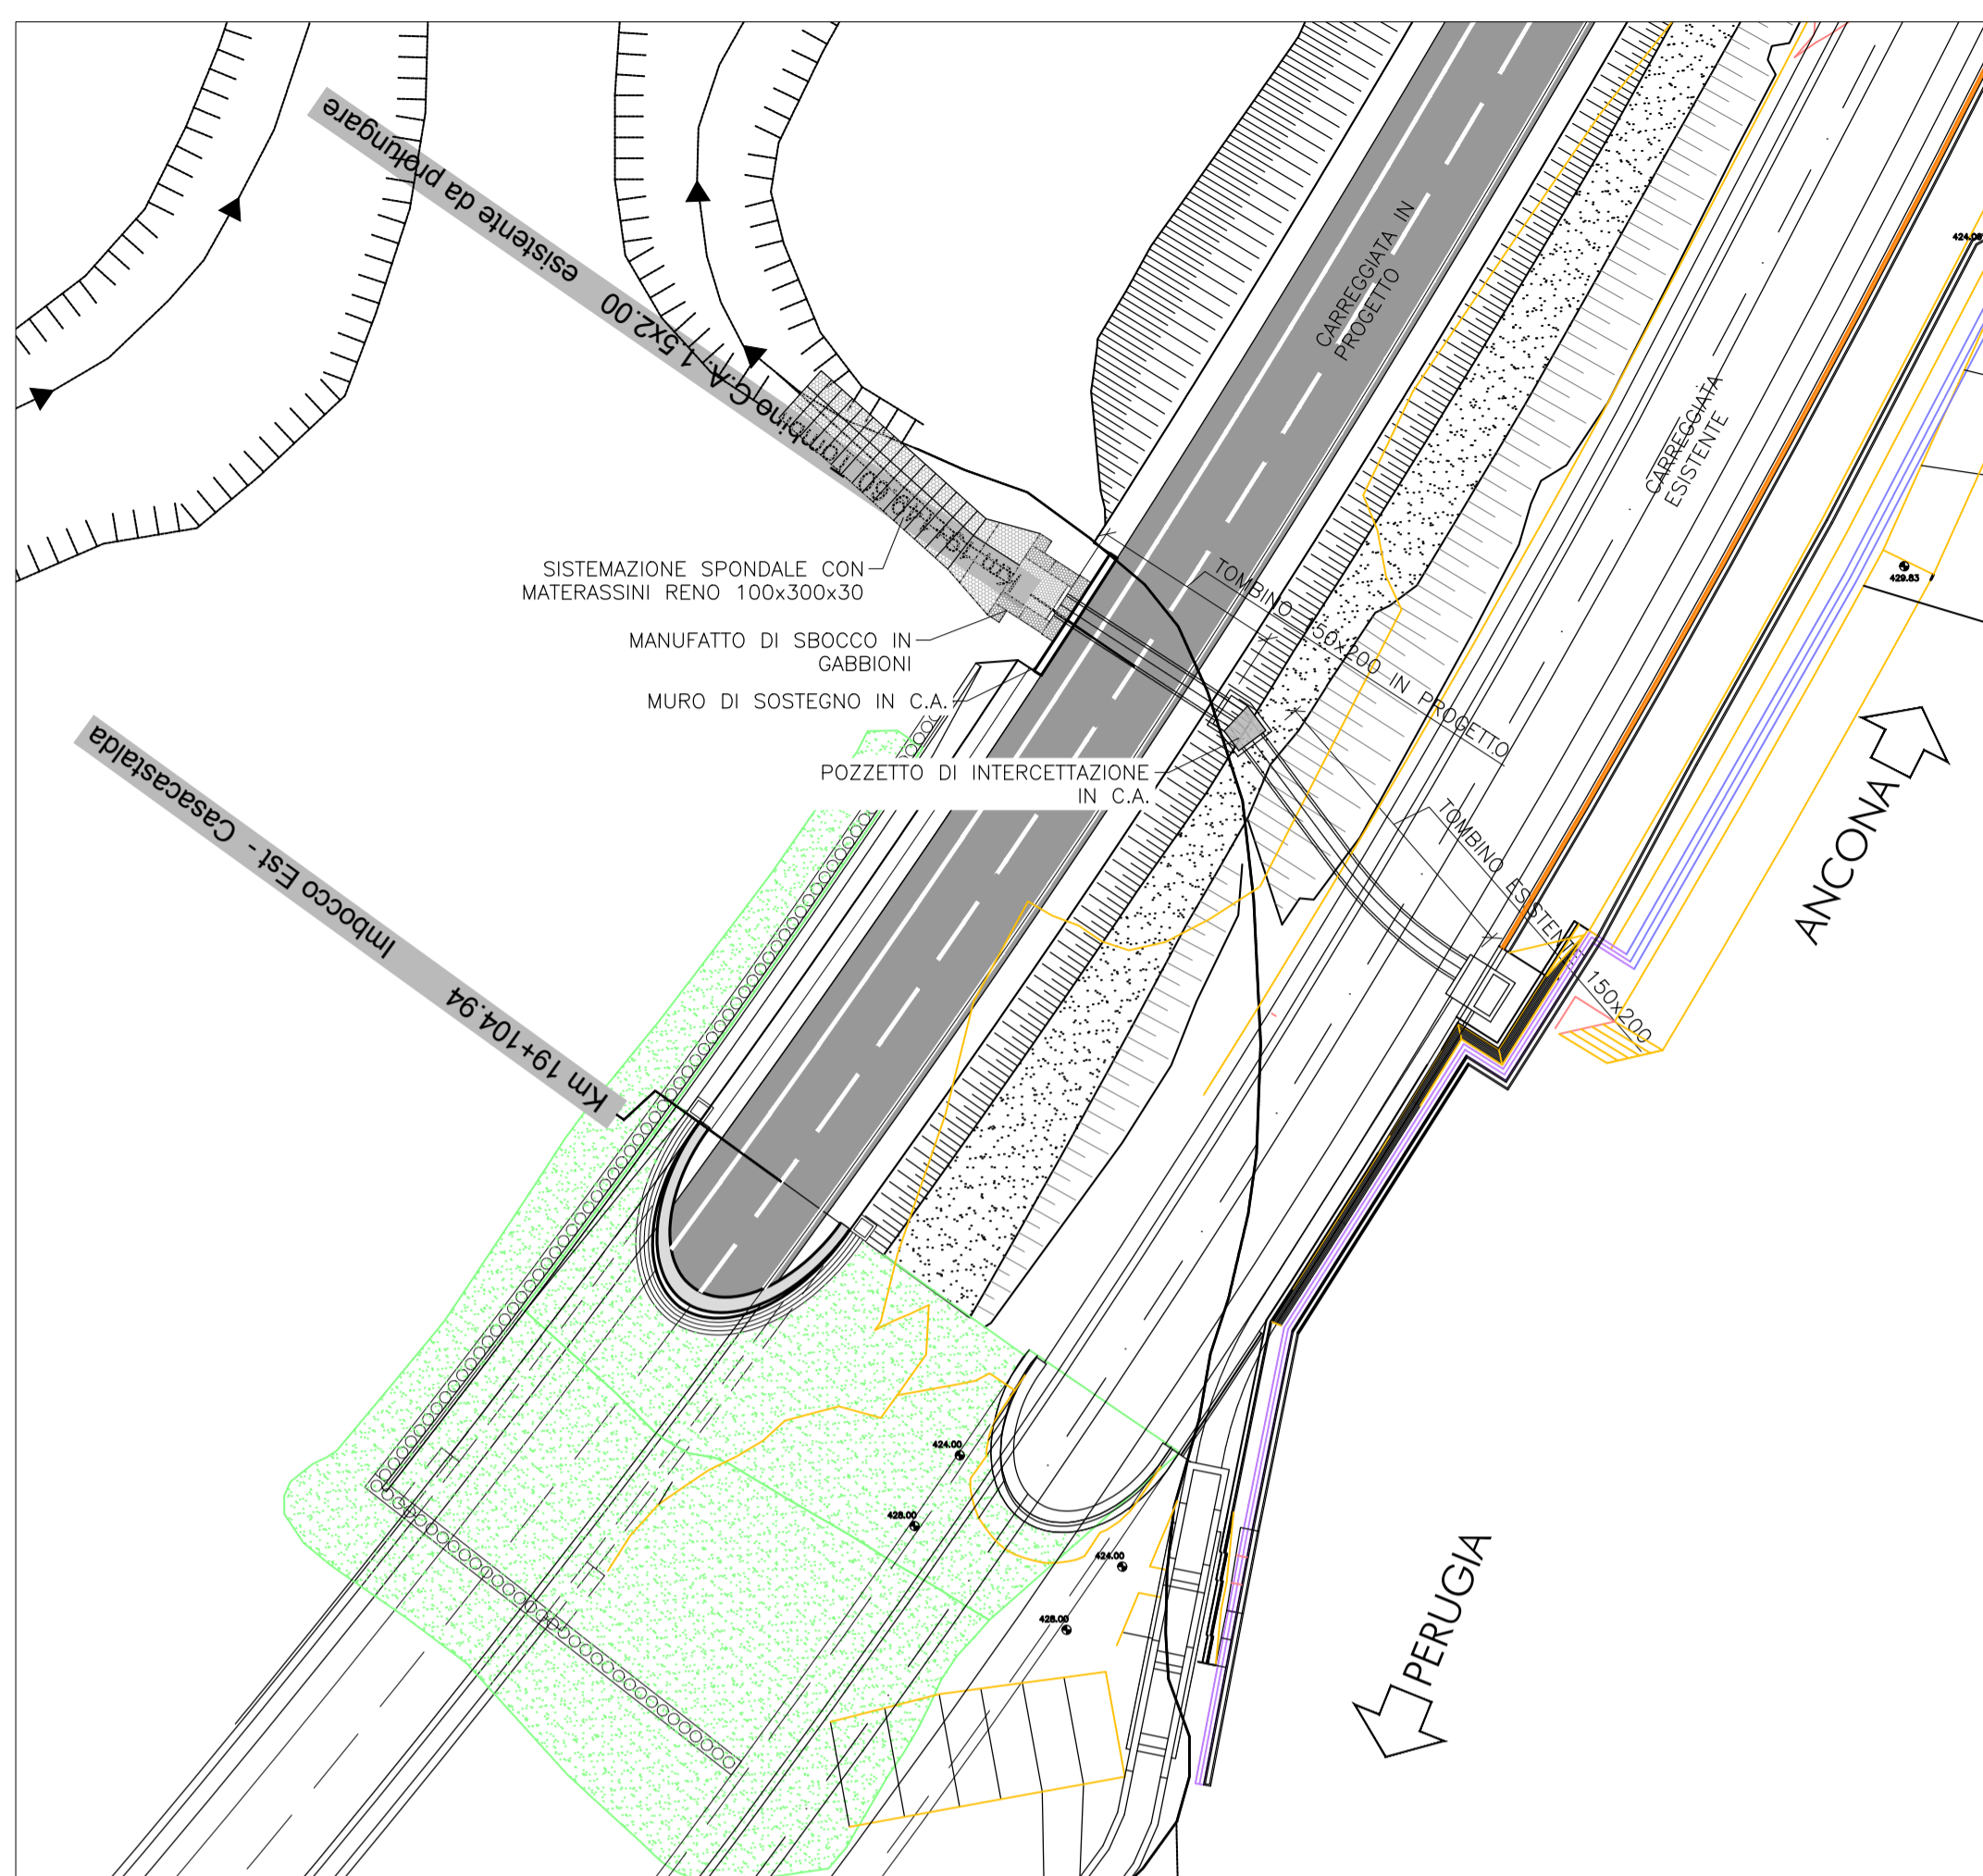 esistente da prolungare
Tombino C.A. 1.5x2.00
CARREGGIATA IN
PROGETTO
CARREGGIATA
ESISTENTE
424.08
429.83
SISTEMAZIONE SPONDALE CON
MATERASSINI RENO 100x300x30
MANUFATTO DI SBOCCO IN
GABBIONI
MURO DI SOSTEGNO IN C.A.
POZZETTO DI INTERCETTAZIONE
IN C.A.
TOMBINO 150x200 IN PROGETTO
TOMBINO ESISTENTE 150x200
ANCONA
Imbocco Est - Casacastalda
Km 19+104.94
424.00
428.00
424.00
428.00
PERUGIA